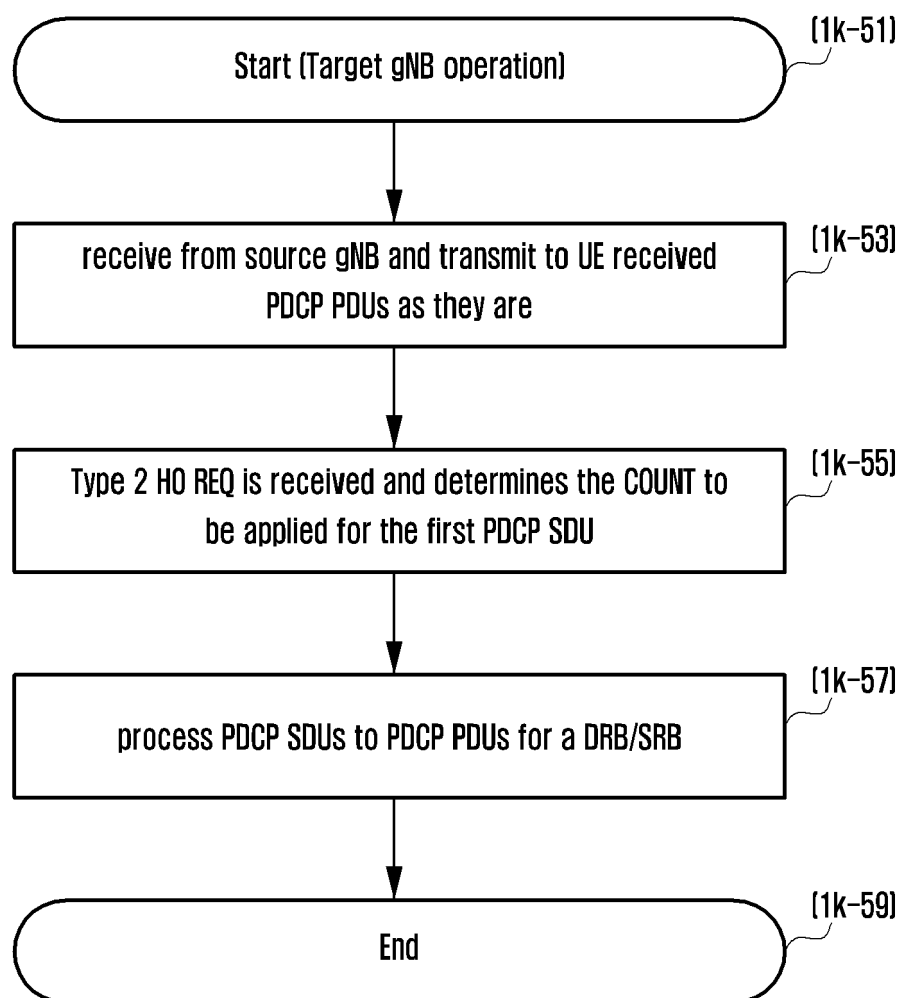 (1k-51)
Start (Target gNB operation)
(1k-53)
receive from source gNB and transmit to UE received
PDCP PDUs as they are
(1k-55)
Type 2 HO REQ is received and determines the COUNT to
be applied for the first PDCP SDU
(1k-57)
process PDCP SDUs to PDCP PDUs for a DRB/SRB
(1k-59)
End